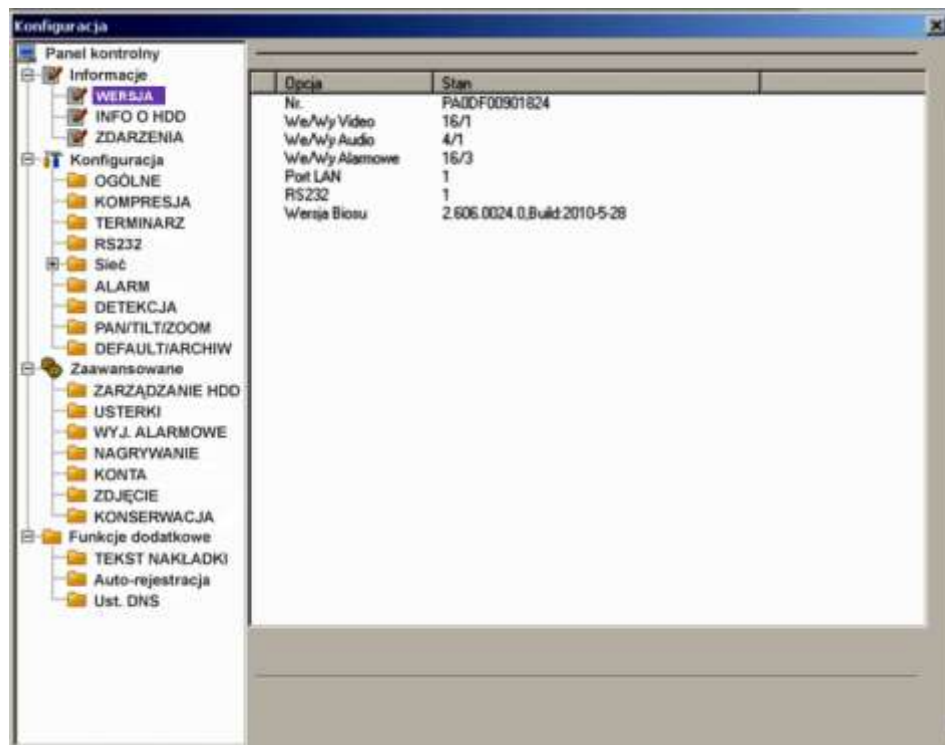 Konfiguracja
Panel kontrolny
Informacje
WERSJA
INFO O HDD
ZDARZENIA
Konfiguracja
OGÓLNE
KOMPRESJA
TERMINARZ
RS232
Sieć
ALARM
DETEKCJA
PAN/TILT/ZOOM
DEFAULT/ARCHIW
Zaawansowane
ZARZĄDZANIE HDD
USTERKI
WYJ. ALARMOWE
NAGRYWANIE
KONTA
ZDJĘCIE
KONSERWACJA
Funkcje dodatkowe
TEKST NAKŁADKI
Auto-rejestracja
Ust. DNS
Opcja Stan
Nr. PA0DF00901824
We/Wy Video 16/1
We/Wy Audio 4/1
We/Wy Alarmowe 16/3
Port LAN 1
RS232 1
Wersja Biosu 2.606.0024.0,Build:2010-5-28